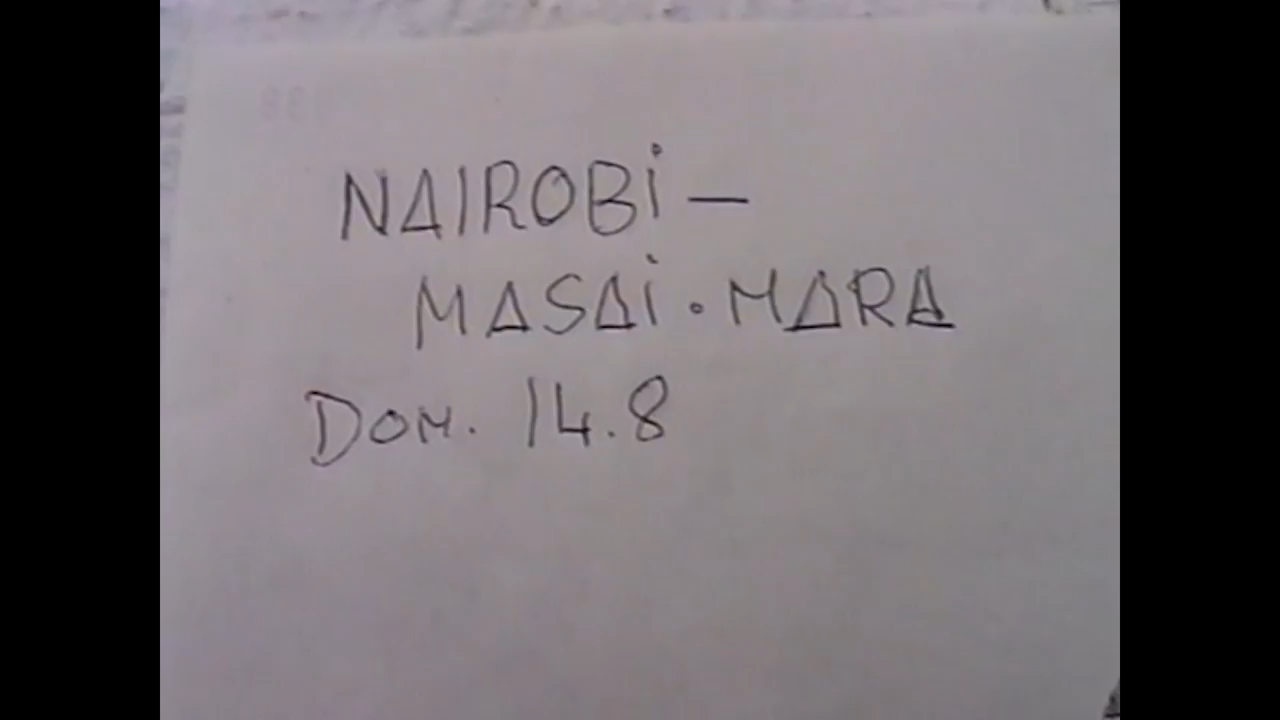 NAIROBi —
MASAi · MARA
DOM. 14.8